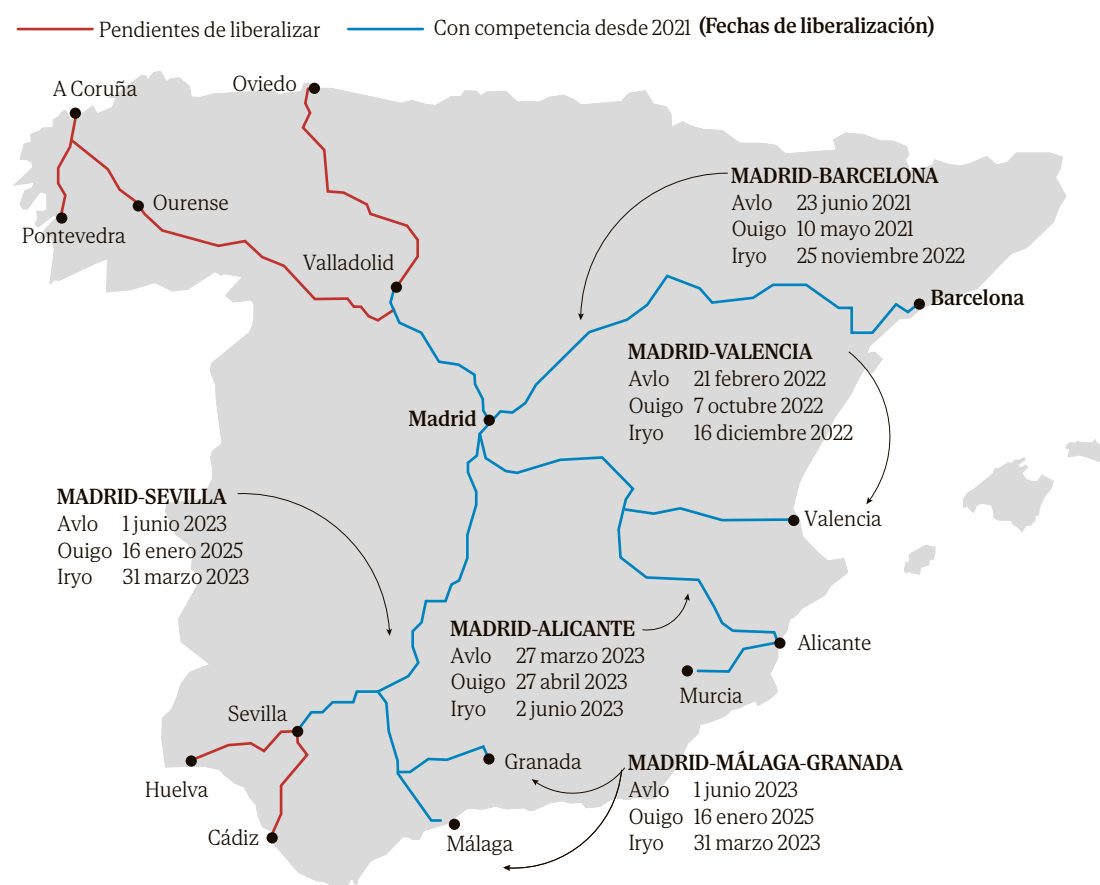 Pendientes de liberalizar
Con competencia desde 2021 (Fechas de liberalización)
A Coruña
Oviedo
Ourense
Pontevedra
Valladolid
MADRID-BARCELONA
Avlo 23 junio 2021
Ouigo 10 mayo 2021
Iryo 25 noviembre 2022
Barcelona
MADRID-VALENCIA
Avlo 21 febrero 2022
Ouigo 7 octubre 2022
Iryo 16 diciembre 2022
Madrid
MADRID-SEVILLA
Avlo 1 junio 2023
Ouigo 16 enero 2025
Iryo 31 marzo 2023
Valencia
MADRID-ALICANTE
Avlo 27 marzo 2023
Ouigo 27 abril 2023
Iryo 2 junio 2023
Alicante
Murcia
Sevilla
Huelva
Cádiz
Granada
Málaga
MADRID-MÁLAGA-GRANADA
Avlo 1 junio 2023
Ouigo 16 enero 2025
Iryo 31 marzo 2023